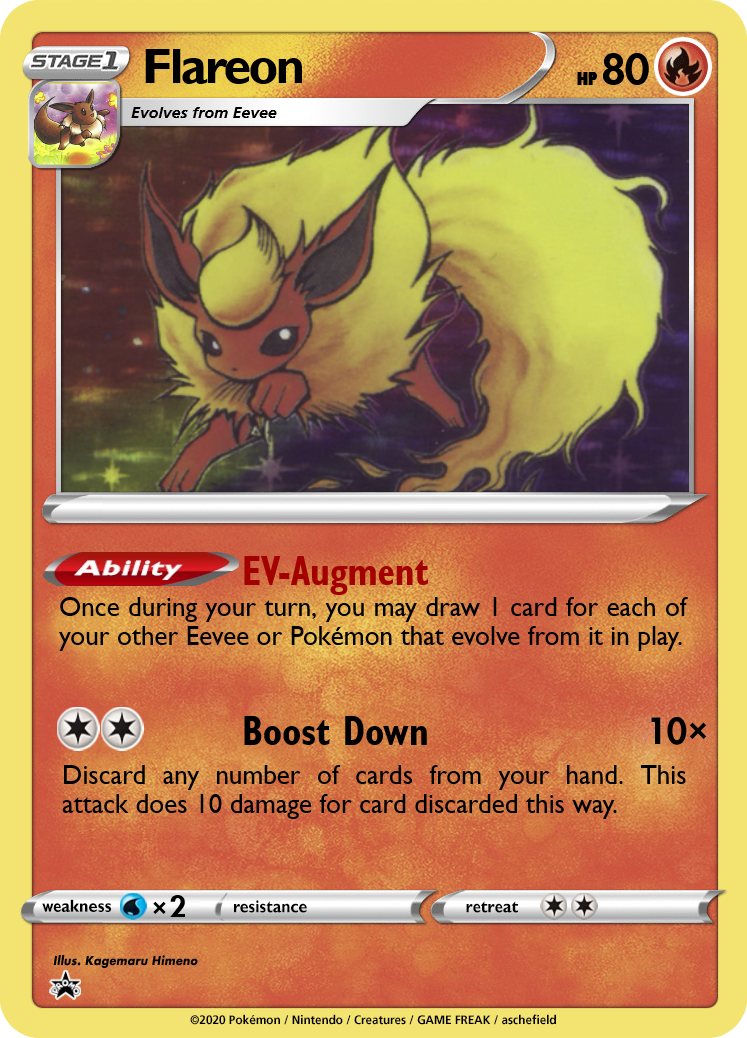 STAGE1
Flareon
HP 80
Evolves from Eevee
Ability EV-Augment
Once during your turn, you may draw 1 card for each of
your other Eevee or Pokémon that evolve from it in play.
Boost Down 10×
Discard any number of cards from your hand. This
attack does 10 damage for card discarded this way.
weakness ×2 resistance retreat
Illus. Kagemaru Himeno
PROMO
©2020 Pokémon / Nintendo / Creatures / GAME FREAK / aschefield